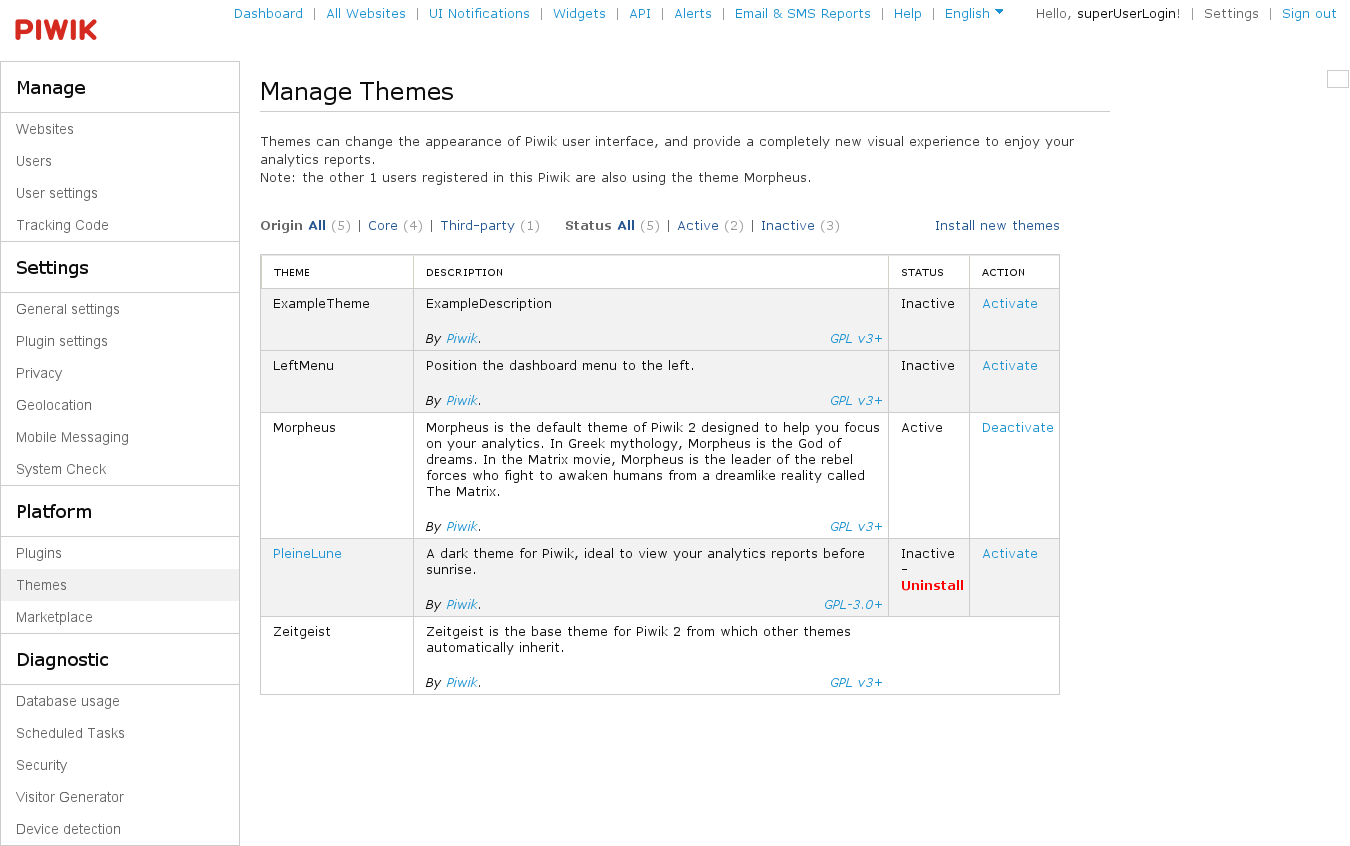 PIWIK
Dashboard | All Websites | UI Notifications | Widgets | API | Alerts | Email & SMS Reports | Help | English
Hello, superUserLogin! | Settings | Sign out
Manage
Websites
Users
User settings
Tracking Code
Settings
General settings
Plugin settings
Privacy
Geolocation
Mobile Messaging
System Check
Platform
Plugins
Themes
Marketplace
Diagnostic
Database usage
Scheduled Tasks
Security
Visitor Generator
Device detection
Manage Themes
Themes can change the appearance of Piwik user interface, and provide a completely new visual experience to enjoy your
analytics reports.
Note: the other 1 users registered in this Piwik are also using the theme Morpheus.
Origin All (5) | Core (4) | Third-party (1) Status All (5) | Active (2) | Inactive (3) Install new themes
THEME DESCRIPTION STATUS ACTION
ExampleTheme ExampleDescription Inactive Activate
By Piwik. GPL v3+
LeftMenu Position the dashboard menu to the left. Inactive Activate
By Piwik. GPL v3+
Morpheus Morpheus is the default theme of Piwik 2 designed to help you focus Active Deactivate
on your analytics. In Greek mythology, Morpheus is the God of
dreams. In the Matrix movie, Morpheus is the leader of the rebel
forces who fight to awaken humans from a dreamlike reality called
The Matrix.
By Piwik. GPL v3+
PleineLune A dark theme for Piwik, ideal to view your analytics reports before Inactive Activate
sunrise. -
Uninstall
By Piwik. GPL-3.0+
Zeitgeist Zeitgeist is the base theme for Piwik 2 from which other themes
automatically inherit.
By Piwik. GPL v3+